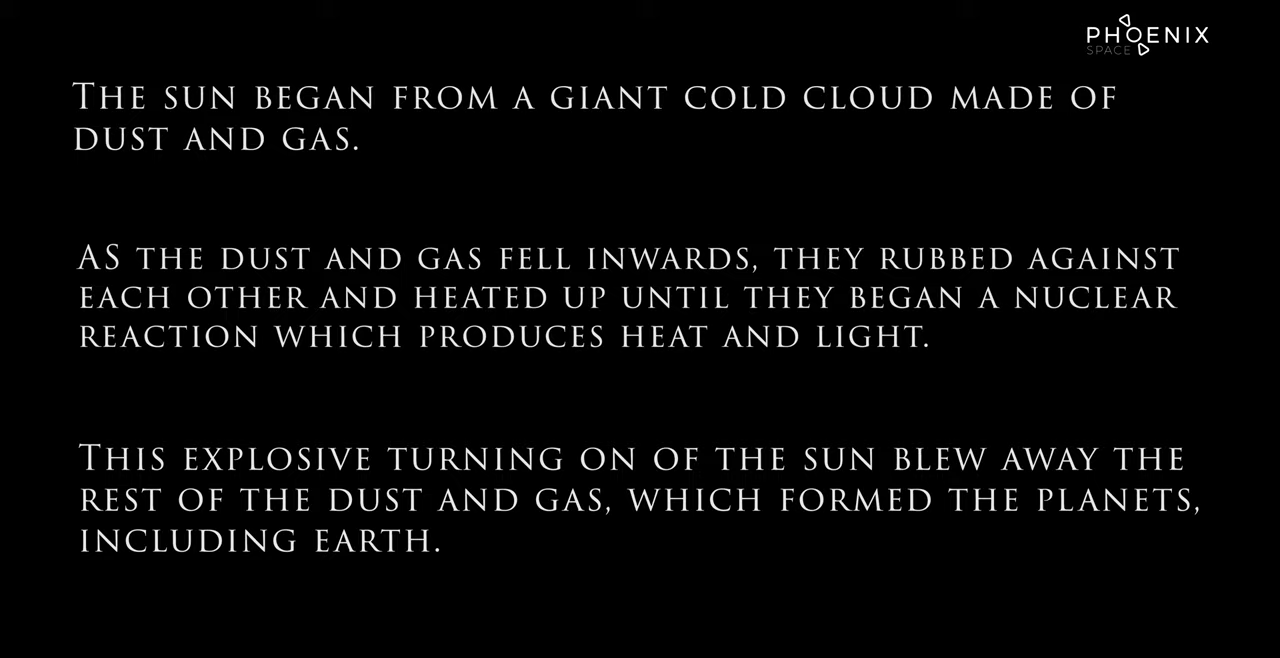 PHOENIX
SPACE
THE SUN BEGAN FROM A GIANT COLD CLOUD MADE OF
DUST AND GAS.
AS THE DUST AND GAS FELL INWARDS, THEY RUBBED AGAINST
EACH OTHER AND HEATED UP UNTIL THEY BEGAN A NUCLEAR
REACTION WHICH PRODUCES HEAT AND LIGHT.
THIS EXPLOSIVE TURNING ON OF THE SUN BLEW AWAY THE
REST OF THE DUST AND GAS, WHICH FORMED THE PLANETS,
INCLUDING EARTH.